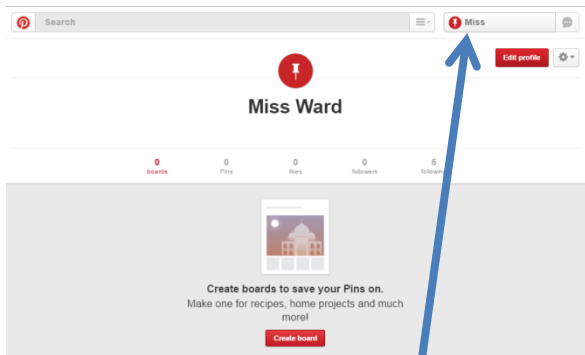 Search
Miss
Edit profile
Miss Ward
0 0 0 0 5
boards Pins likes followers following
Create boards to save your Pins on.
Make one for recipes, home projects and much
more!
Create board